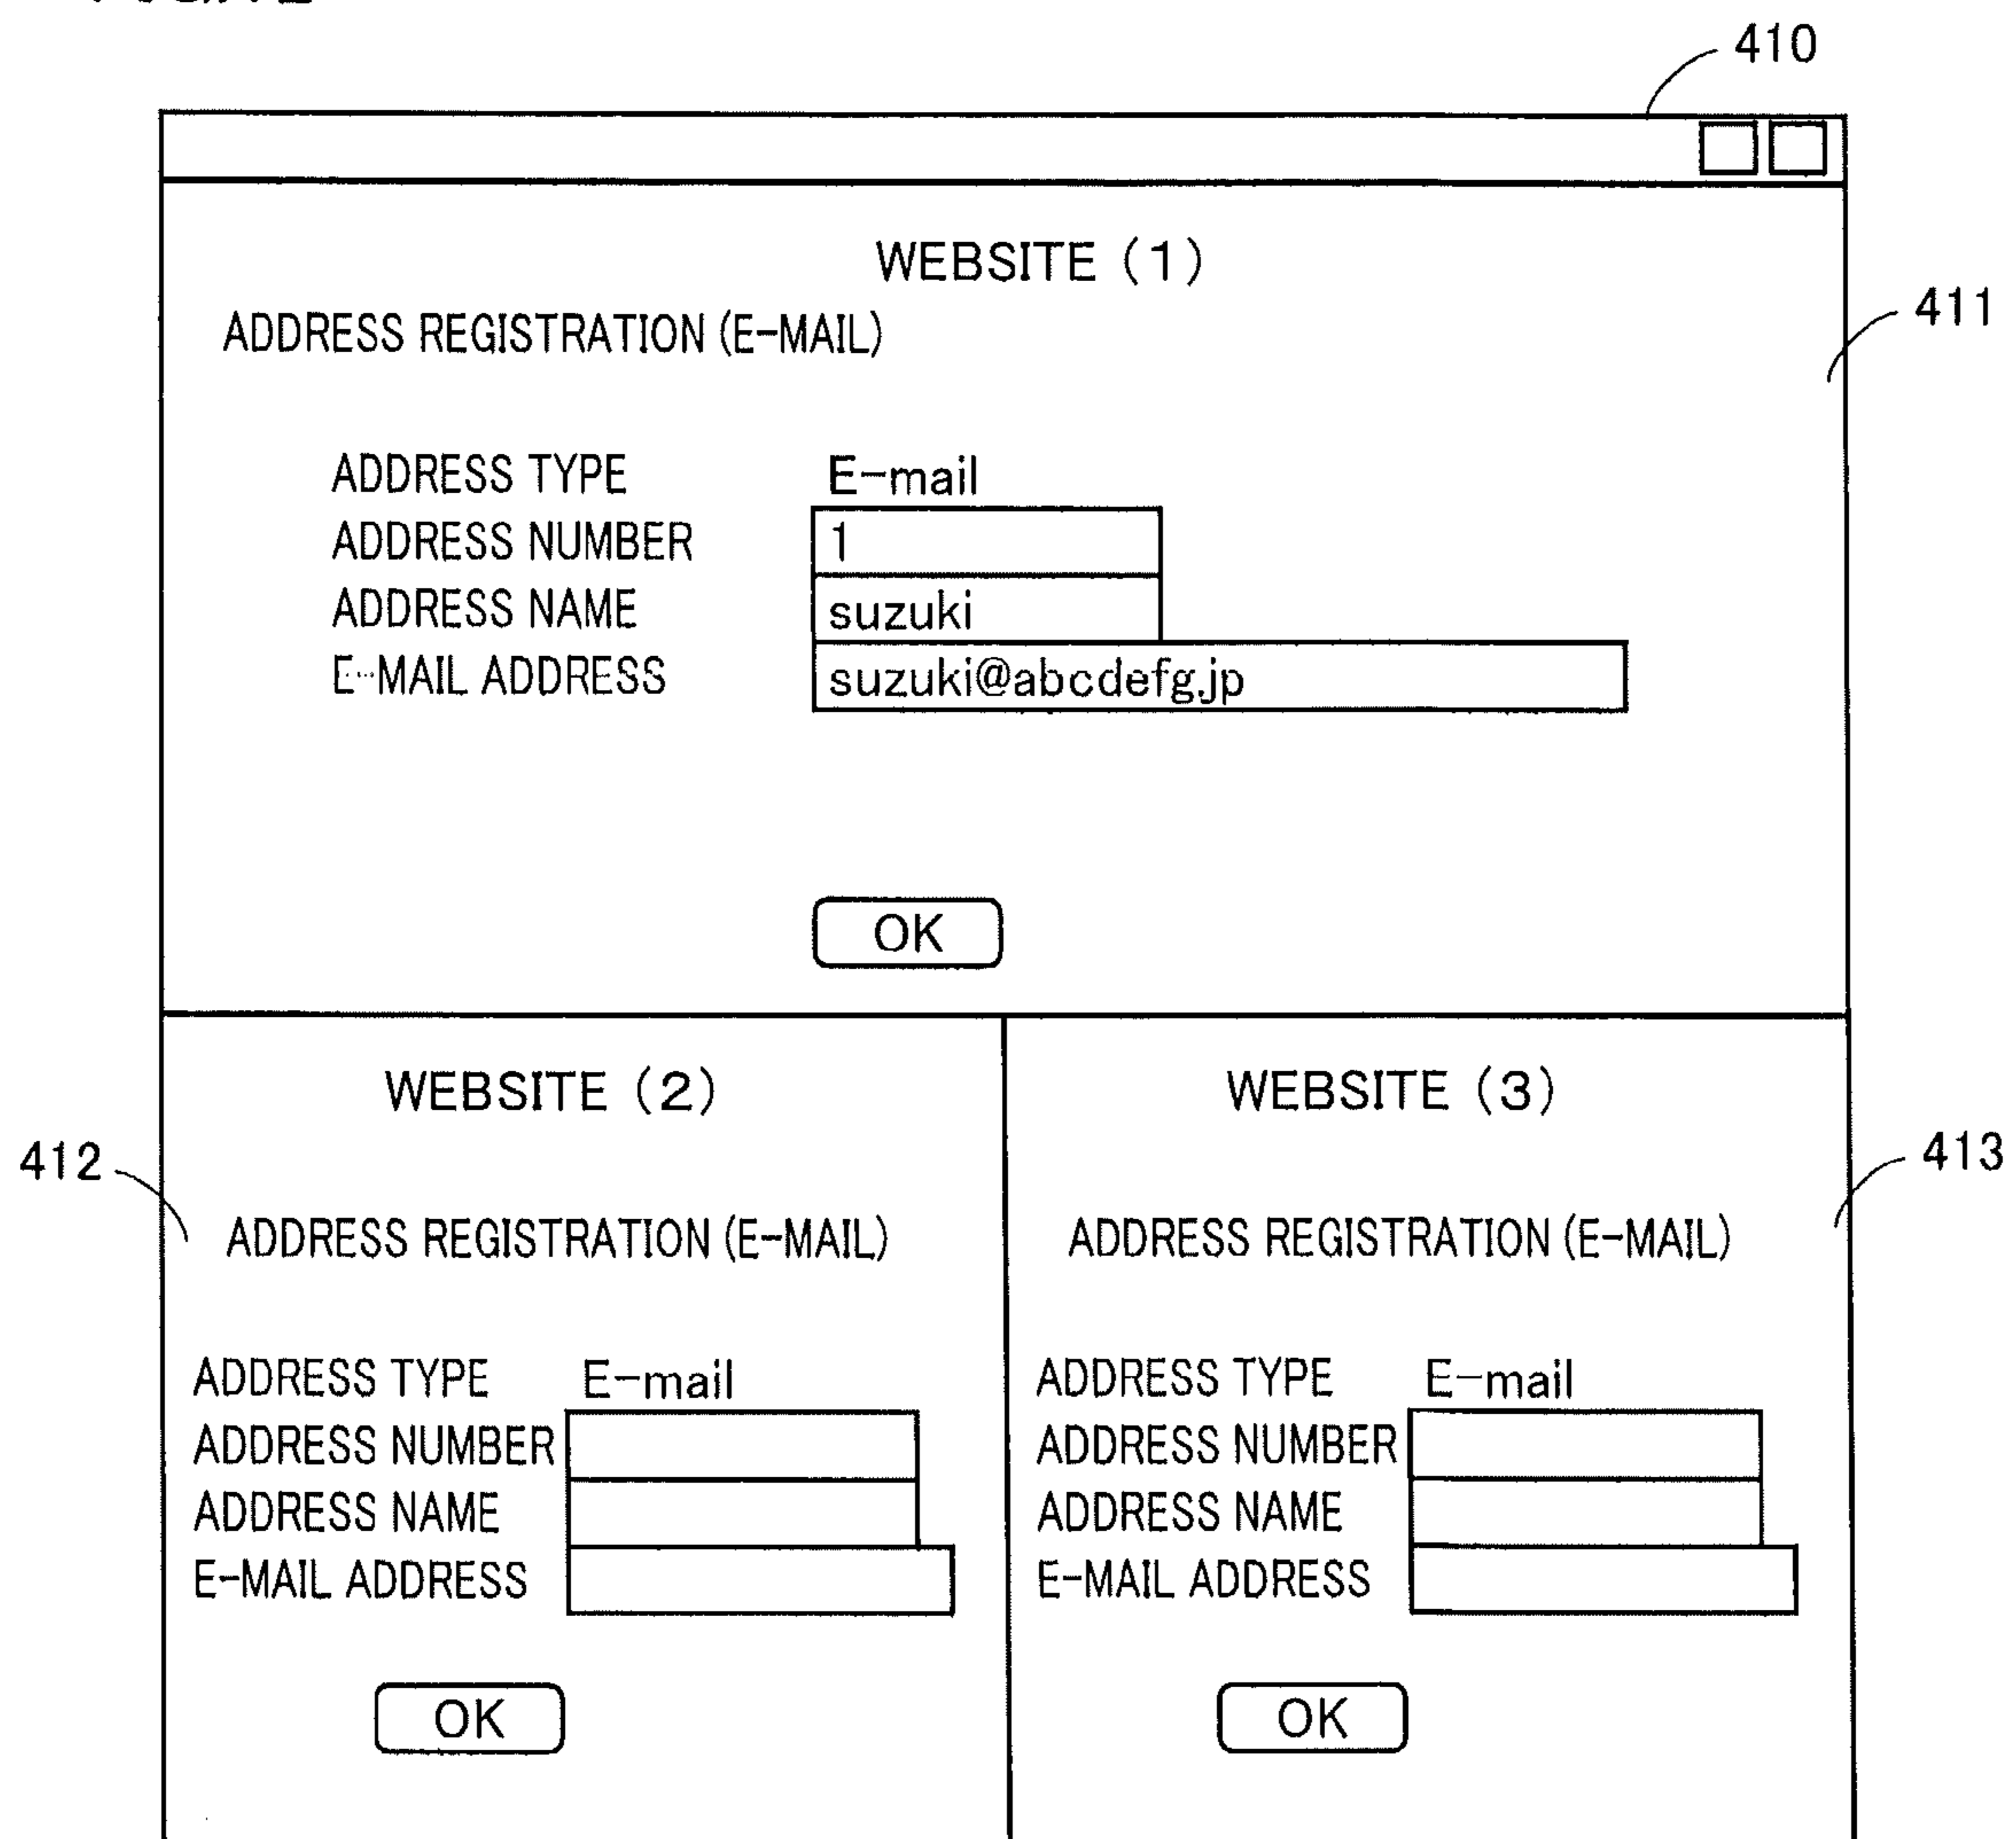 410
WEBSITE (1)
411
ADDRESS REGISTRATION (E-MAIL)
ADDRESS TYPE E-mail
ADDRESS NUMBER 1
ADDRESS NAME suzuki
E-MAIL ADDRESS suzuki@abcdefg.jp
OK
WEBSITE (2)
412
ADDRESS REGISTRATION (E-MAIL)
ADDRESS TYPE E-mail
ADDRESS NUMBER
ADDRESS NAME
E-MAIL ADDRESS
OK
WEBSITE (3)
413
ADDRESS REGISTRATION (E-MAIL)
ADDRESS TYPE E-mail
ADDRESS NUMBER
ADDRESS NAME
E-MAIL ADDRESS
OK